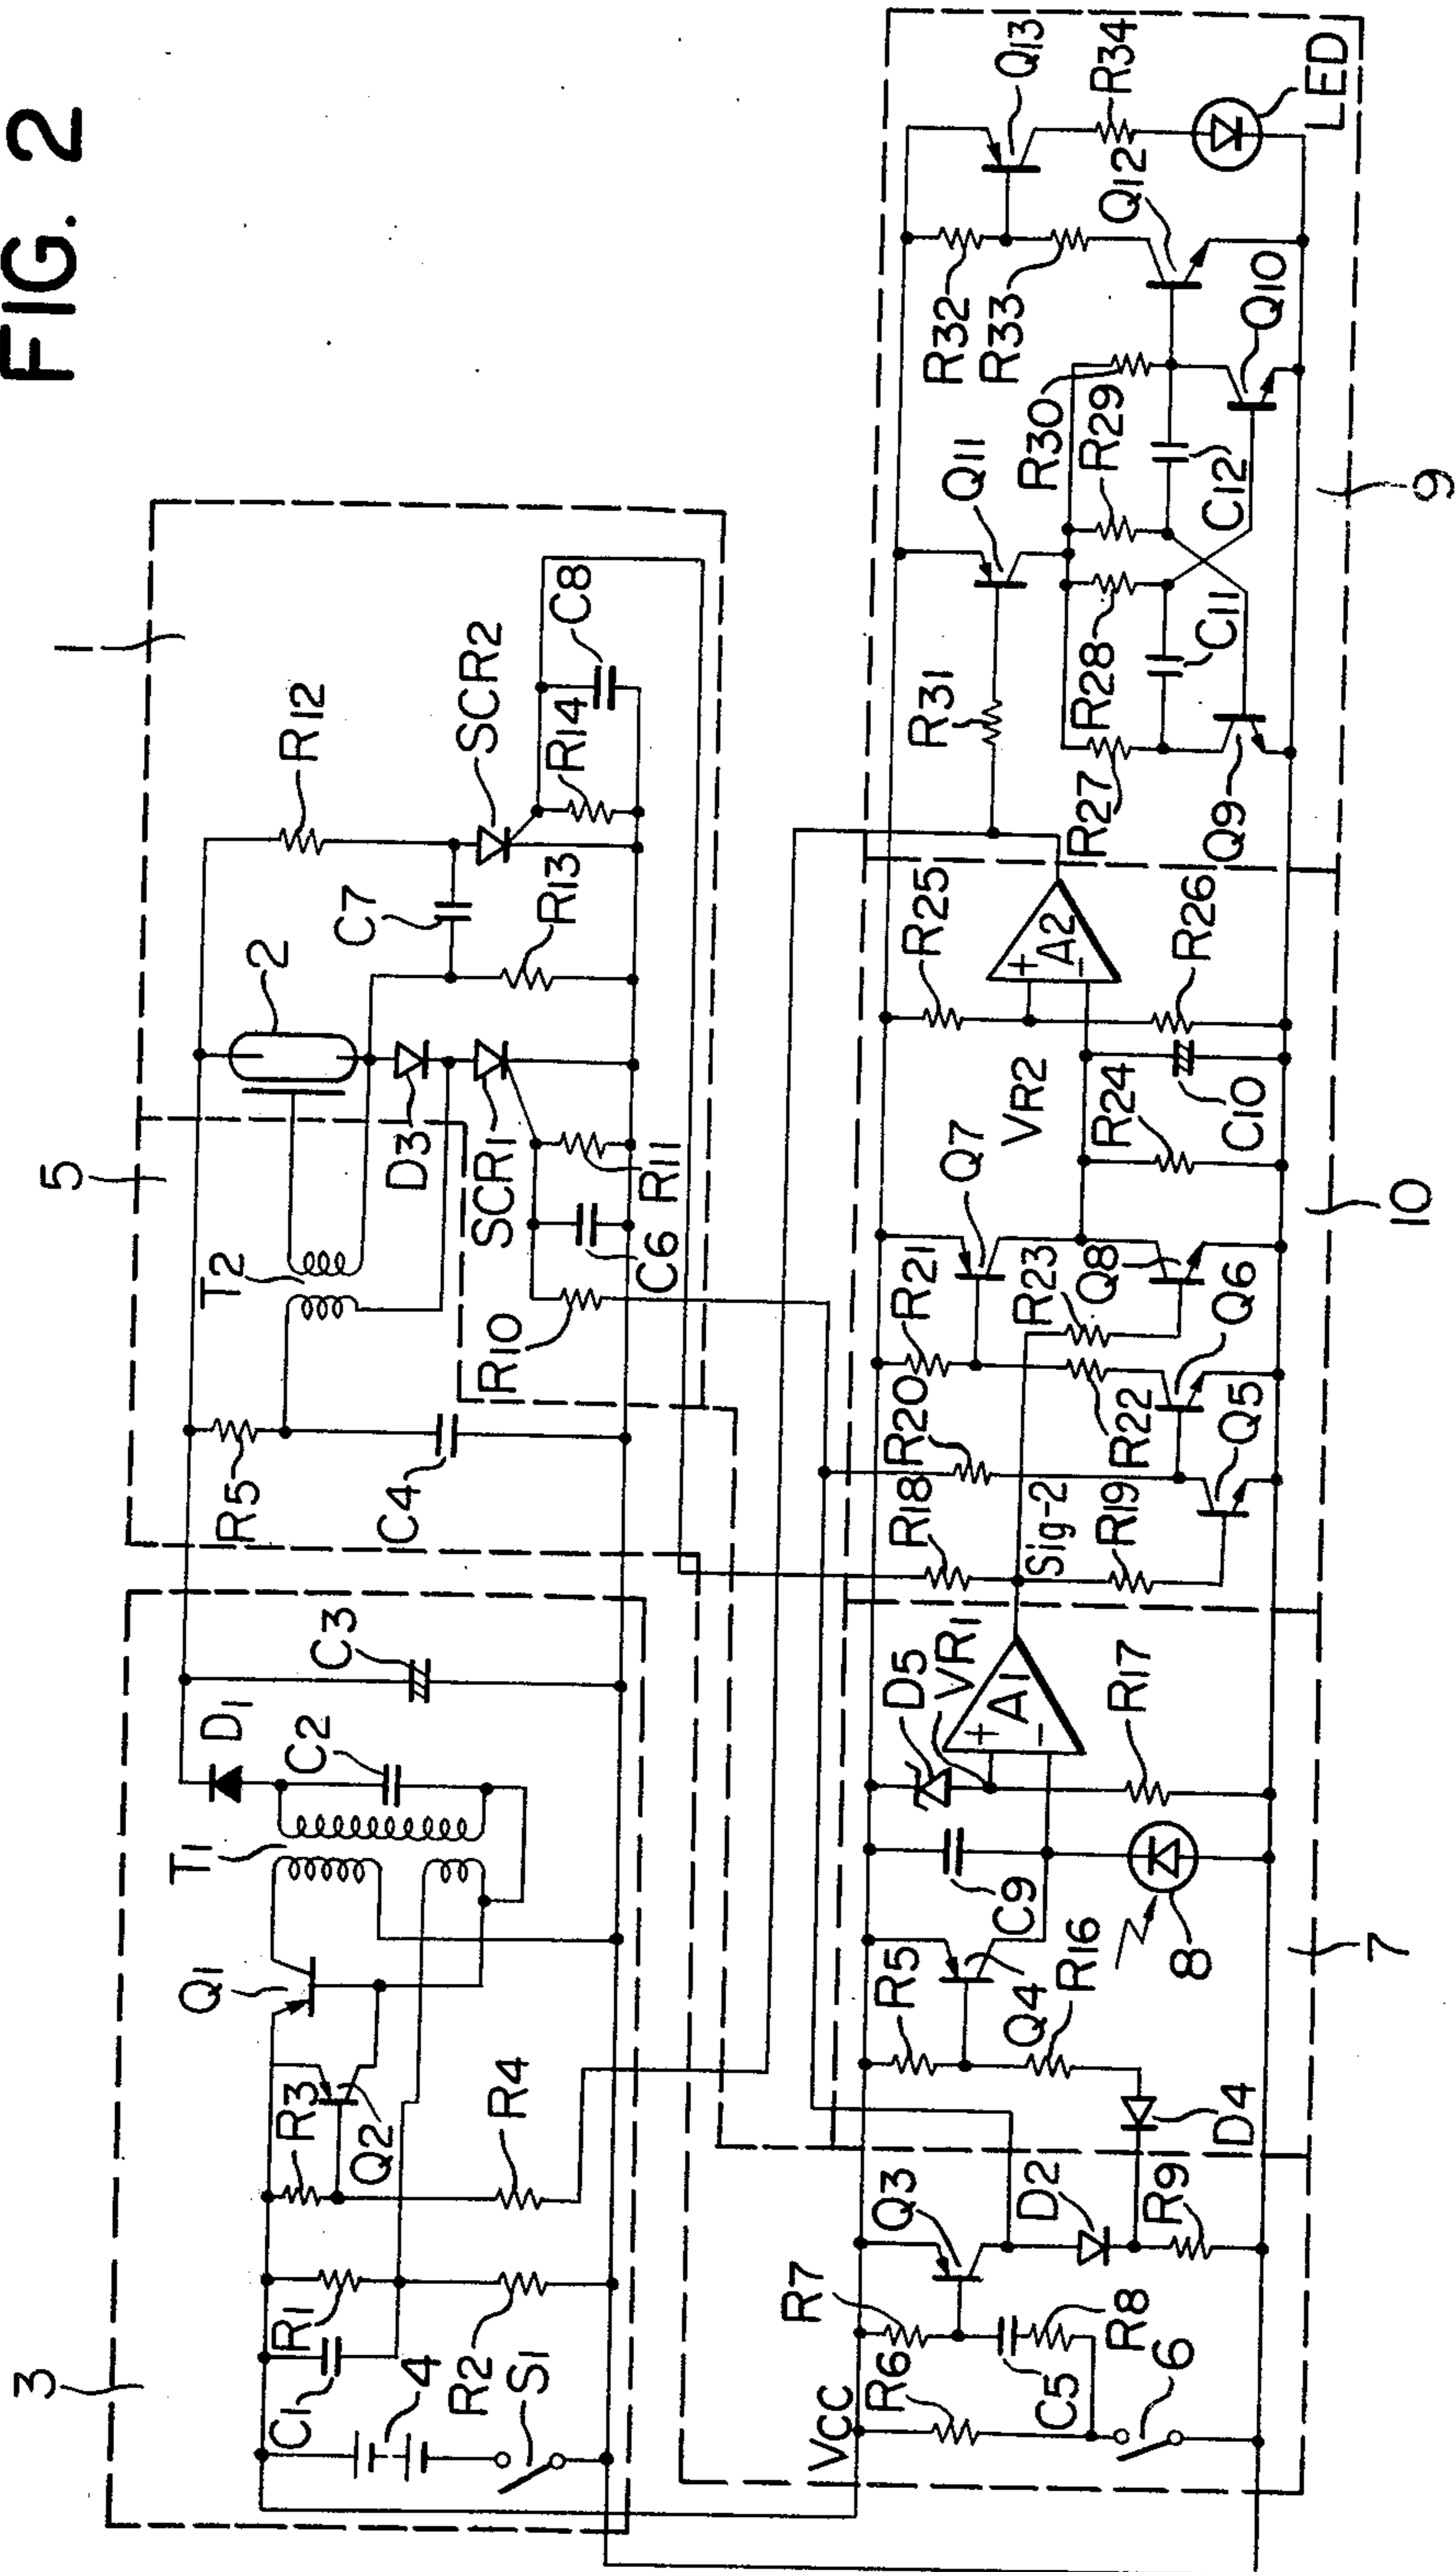 FIG. 2
1
2
3
5
R12
C7
SCR2
C8
R14
R13
D3
SCR1
R11
C6
R10
T2
R5
C4
C3
D1
C2
T1
Q1
R3
Q2
R4
R1
C1
4
R2
S1
Q13
R34
LED
R32
R33
Q12
Q10
R30
R29
C12
Q11
R31
R28
C11
R27
Q9
9
R25
A2
+
−
R26
VR2
R24
C10
Q7
R21
R23
Q8
Q6
R20
R22
Q5
R18
Sig-2
R19
10
D5
VR1
A1
+
−
R17
C9
8
R5
Q4
R16
D4
7
Q3
D2
R9
R7
R8
C5
R6
6
VCC